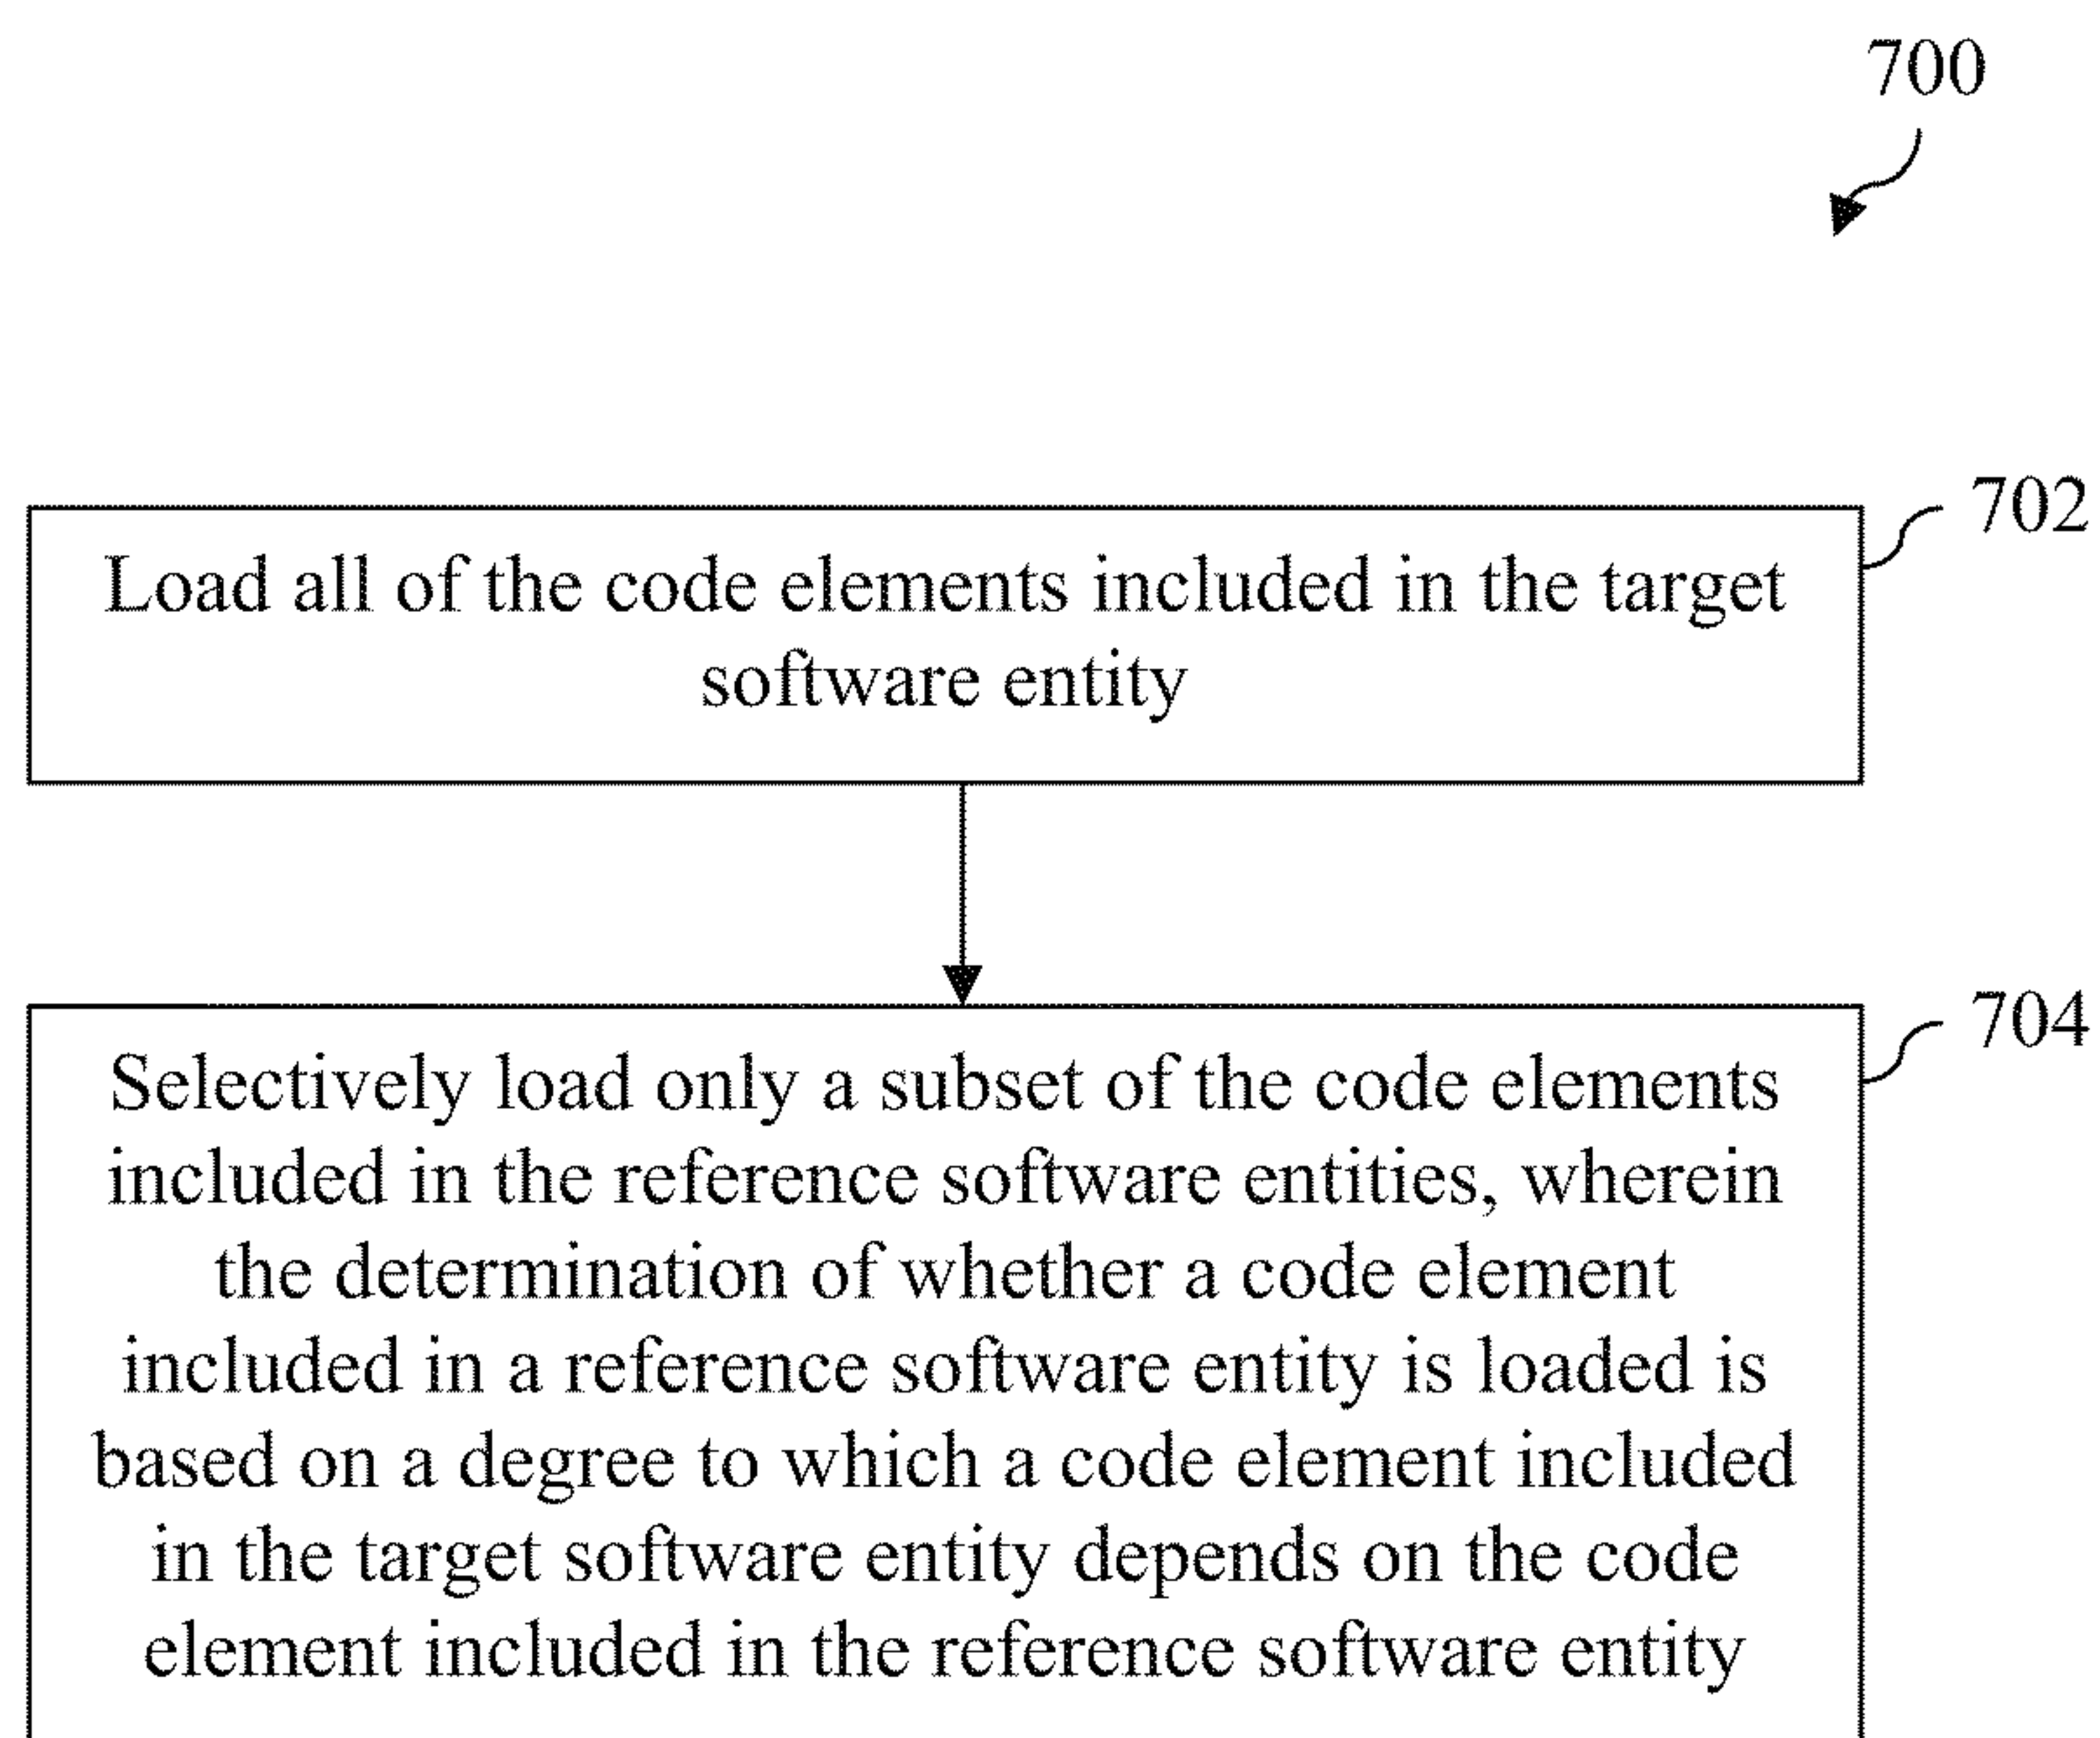 700
702
Load all of the code elements included in the target
software entity
704
Selectively load only a subset of the code elements
included in the reference software entities, wherein
the determination of whether a code element
included in a reference software entity is loaded is
based on a degree to which a code element included
in the target software entity depends on the code
element included in the reference software entity